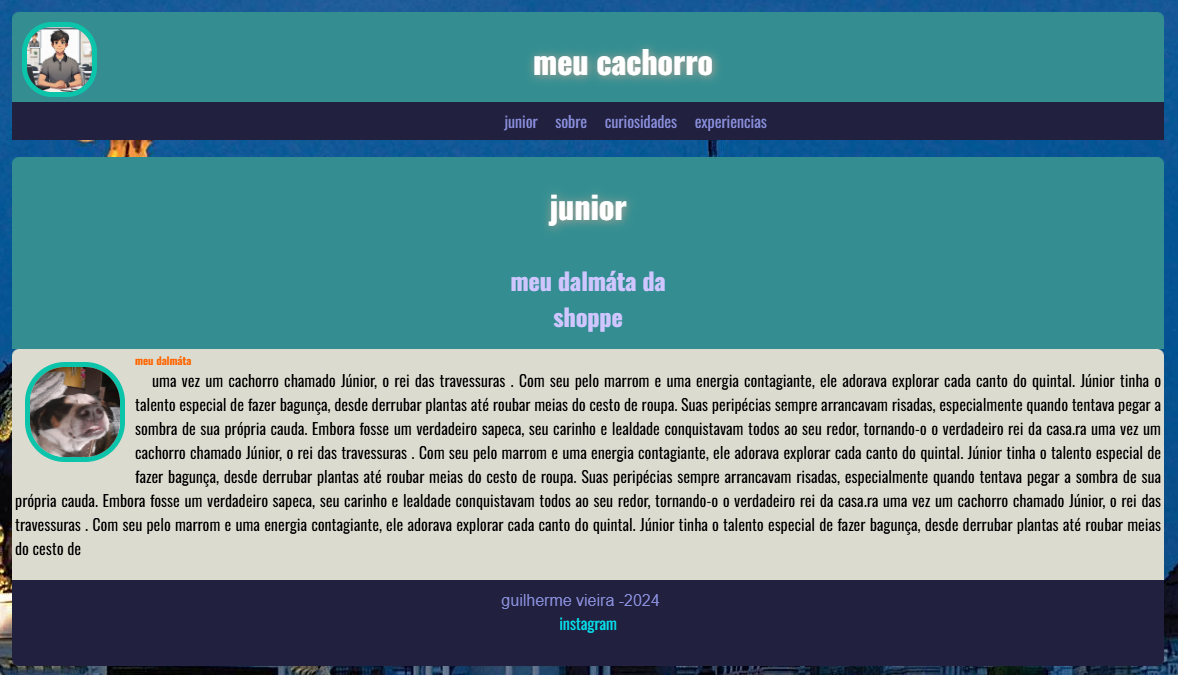 meu cachorro
junior sobre curiosidades experiencias
junior
meu dalmáta da
shoppe
meu dalmáta
uma vez um cachorro chamado Júnior, o rei das travessuras . Com seu pelo marrom e uma energia contagiante, ele adorava explorar cada canto do quintal. Júnior tinha o
talento especial de fazer bagunça, desde derrubar plantas até roubar meias do cesto de roupa. Suas peripécias sempre arrancavam risadas, especialmente quando tentava pegar a
sombra de sua própria cauda. Embora fosse um verdadeiro sapeca, seu carinho e lealdade conquistavam todos ao seu redor, tornando-o o verdadeiro rei da casa.ra uma vez um
cachorro chamado Júnior, o rei das travessuras . Com seu pelo marrom e uma energia contagiante, ele adorava explorar cada canto do quintal. Júnior tinha o talento especial de
fazer bagunça, desde derrubar plantas até roubar meias do cesto de roupa. Suas peripécias sempre arrancavam risadas, especialmente quando tentava pegar a sombra de sua
própria cauda. Embora fosse um verdadeiro sapeca, seu carinho e lealdade conquistavam todos ao seu redor, tornando-o o verdadeiro rei da casa.ra uma vez um cachorro chamado Júnior, o rei das
travessuras . Com seu pelo marrom e uma energia contagiante, ele adorava explorar cada canto do quintal. Júnior tinha o talento especial de fazer bagunça, desde derrubar plantas até roubar meias
do cesto de
guilherme vieira -2024
instagram